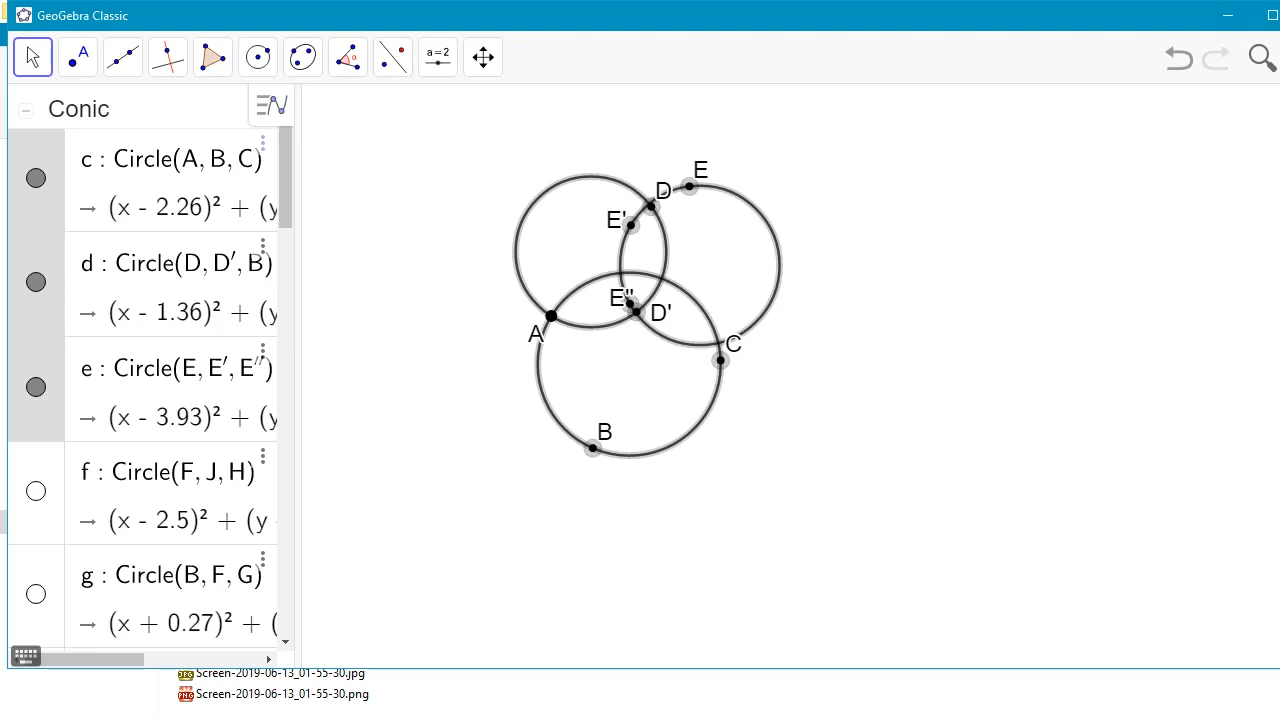 GeoGebra Classic
A
a=2
Conic
c : Circle(A, B, C)
→ (x - 2.26)² + (y
d : Circle(D, D′, B)
→ (x - 1.36)² + (y
e : Circle(E, E′, E″)
→ (x - 3.93)² + (y
f : Circle(F, J, H)
→ (x - 2.5)² + (y
g : Circle(B, F, G)
→ (x + 0.27)² + (
E
D
E'
E"
D'
A
C
B
Screen-2019-06-13_01-55-30.jpg
Screen-2019-06-13_01-55-30.png